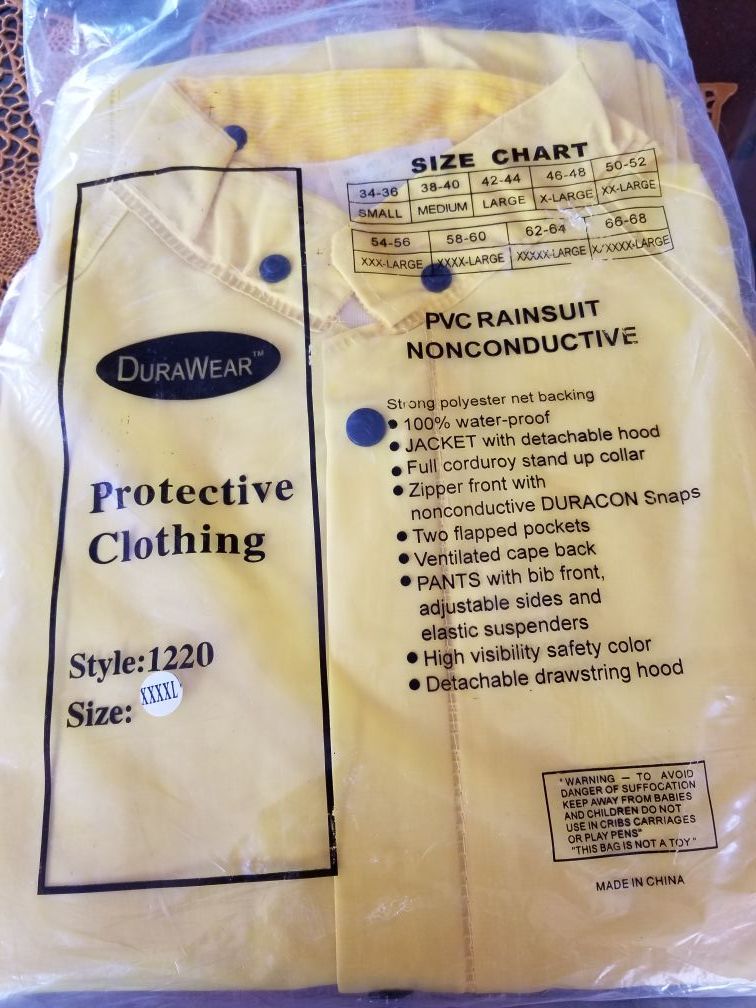 SIZE CHART
34-36 38-40 42-44 46-48 50-52
SMALL MEDIUM LARGE X-LARGE XX-LARGE
54-56 58-60 62-64 66-68
XXX-LARGE XXXX-LARGE XXXXX-LARGE
PVC RAINSUIT
NONCONDUCTIVE
DURAWEAR™
Protective
Clothing
Style:1220
Size: XXXXL
Strong polyester net backing
• 100% water-proof
• JACKET with detachable hood
• Full corduroy stand up collar
• Zipper front with
nonconductive DURACON Snaps
• Two flapped pockets
• Ventilated cape back
• PANTS with bib front,
adjustable sides and
elastic suspenders
• High visibility safety color
• Detachable drawstring hood
"WARNING — TO AVOID
DANGER OF SUFFOCATION
KEEP AWAY FROM BABIES
AND CHILDREN DO NOT
USE IN CRIBS CARRIAGES
OR PLAY PENS"
"THIS BAG IS NOT A TOY"
MADE IN CHINA